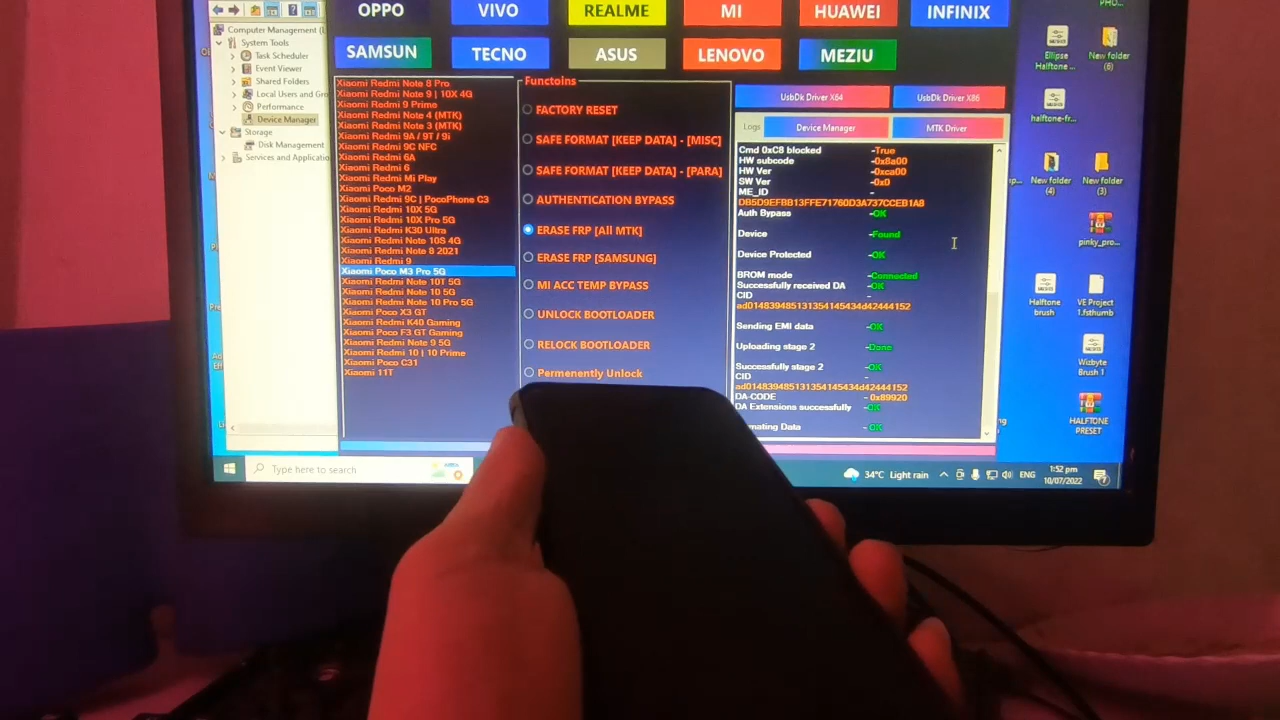 OPPO
VIVO
REALME
MI
HUAWEI
INFINIX
SAMSUN
TECNO
ASUS
LENOVO
MEZIU
Computer Management (L
System Tools
Task Scheduler
Event Viewer
Shared Folders
Local Users and Gro
Performance
Device Manager
Storage
Disk Management
Services and Applicatio
Xiaomi Redmi Note 8 Pro
Xiaomi Redmi Note 9 | 10X 4G
Xiaomi Redmi 9 Prime
Xiaomi Redmi Note 4 (MTK)
Xiaomi Redmi Note 3 (MTK)
Xiaomi Redmi 9A / 9T / 9i
Xiaomi Redmi 9C NFC
Xiaomi Redmi 6A
Xiaomi Redmi 6
Xiaomi Redmi Mi Play
Xiaomi Poco M2
Xiaomi Redmi 9C | PocoPhone C3
Xiaomi Redmi 10X 5G
Xiaomi Redmi 10X Pro 5G
Xiaomi Redmi K30 Ultra
Xiaomi Redmi Note 10S 4G
Xiaomi Redmi Note 8 2021
Xiaomi Redmi 9
Xiaomi Poco M3 Pro 5G
Xiaomi Redmi Note 10T 5G
Xiaomi Redmi Note 10 5G
Xiaomi Redmi Note 10 Pro 5G
Xiaomi Poco X3 GT
Xiaomi Redmi K40 Gaming
Xiaomi Poco F3 GT Gaming
Xiaomi Redmi Note 9 5G
Xiaomi Redmi 10 | 10 Prime
Xiaomi Poco C31
Xiaomi 11T
Functoins
FACTORY RESET
SAFE FORMAT [KEEP DATA] - [MISC]
SAFE FORMAT [KEEP DATA] - [PARA]
AUTHENTICATION BYPASS
ERASE FRP [All MTK]
ERASE FRP [SAMSUNG]
MI ACC TEMP BYPASS
UNLOCK BOOTLOADER
RELOCK BOOTLOADER
Permenently Unlock
UsbDk Driver X64
UsbDk Driver X86
Logs
Device Manager
MTK Driver
Cmd 0xC8 blocked -True
HW subcode -0x8a00
HW Ver -0xca00
SW Ver -0x0
ME_ID -
DB5D9EFBB13FFE71760D3A737CCEB1A8
Auth Bypass -OK
Device -Found
Device Protected -OK
BROM mode -Connected
Successfully received DA -OK
CID -
ad014839485131354145434d42444152
Sending EMI data -OK
Uploading stage 2 -Done
Successfully stage 2 -OK
CID -
ad014839485131354145434d42444152
DA-CODE - 0x89920
DA Extensions successfully -OK
mating Data -OK
Ellipse
Halftone ...
New folder
(6)
halftone-fr...
New folder
(4)
New folder
(3)
pinky_pro...
Halftone
brush
VE Project
1.fsthumb
Wizbyte
Brush 1
HALFTONE
PRESET
Type here to search
34°C Light rain
ENG
1:52 pm
10/07/2022